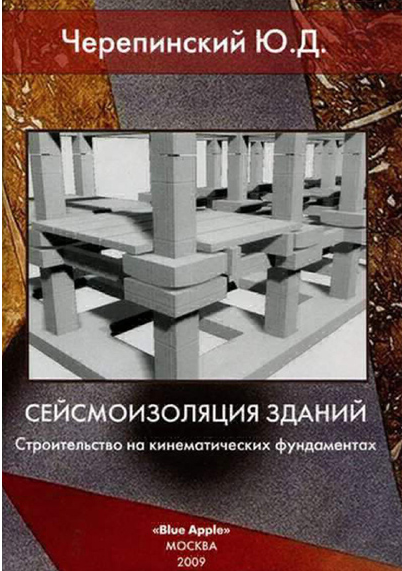 Черепинский Ю.Д.
СЕЙСМОИЗОЛЯЦИЯ ЗДАНИЙ
Строительство на кинематических фундаментах
«Blue Apple»
МОСКВА
2009